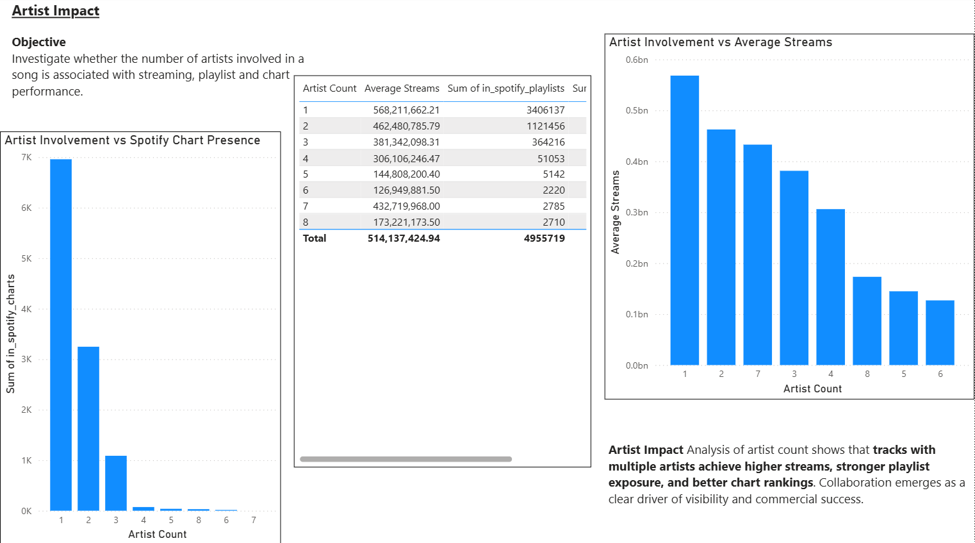 Artist Impact
Objective
Investigate whether the number of artists involved in a
song is associated with streaming, playlist and chart
performance.
Artist Involvement vs Spotify Chart Presence
7K
6K
5K
4K
3K
2K
1K
0K
Sum of in_spotify_charts
1 2 3 4 5 8 6 7
Artist Count
Artist Count Average Streams Sum of in_spotify_playlists Sur
1 568,211,662.21 3406137
2 462,480,785.79 1121456
3 381,342,098.31 364216
4 306,106,246.47 51053
5 144,808,200.40 5142
6 126,949,881.50 2220
7 432,719,968.00 2785
8 173,221,173.50 2710
Total 514,137,424.94 4955719
Artist Involvement vs Average Streams
0.6bn
0.5bn
0.4bn
0.3bn
0.2bn
0.1bn
0.0bn
Average Streams
1 2 7 3 4 8 5 6
Artist Count
Artist Impact Analysis of artist count shows that tracks with
multiple artists achieve higher streams, stronger playlist
exposure, and better chart rankings. Collaboration emerges as a
clear driver of visibility and commercial success.